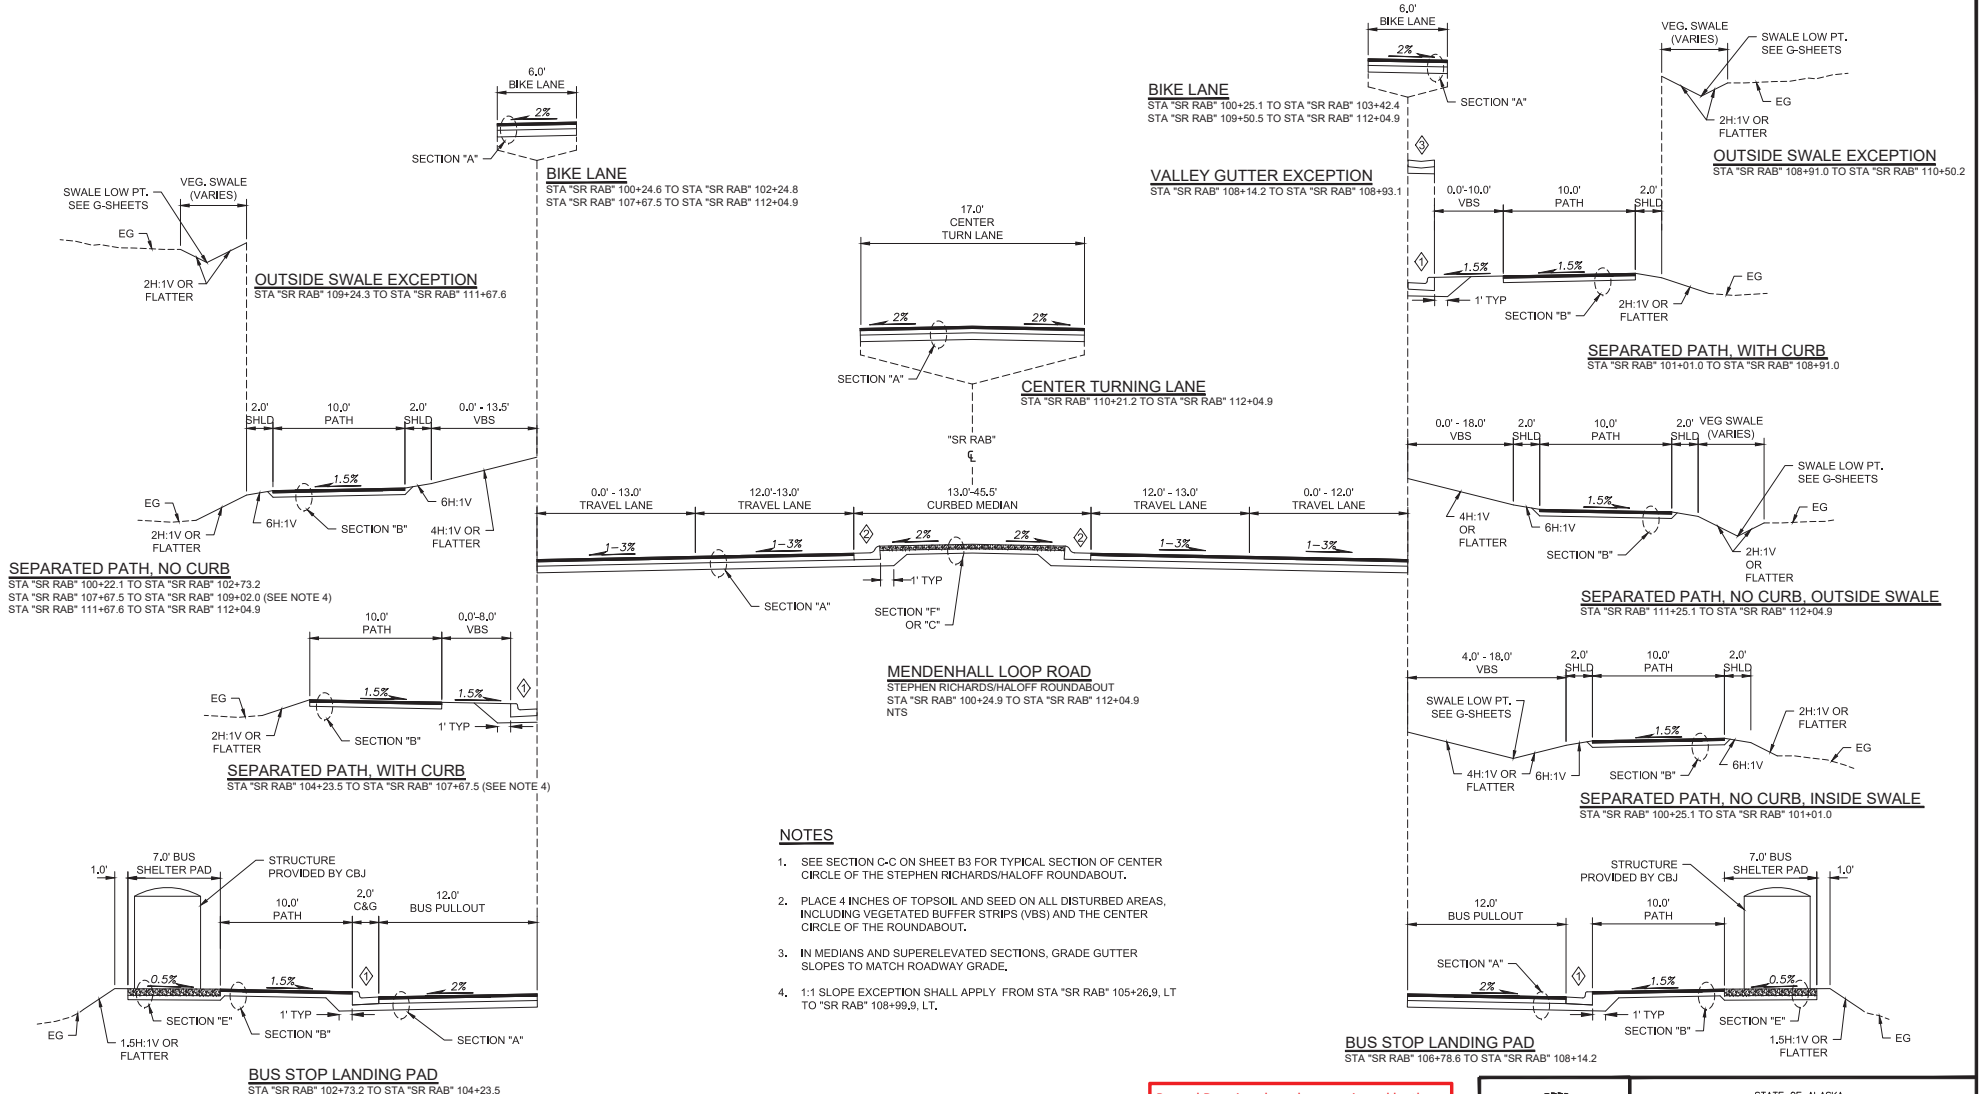 6.0'
BIKE LANE
2%
SECTION "A"
BIKE LANE
STA "SR RAB" 100+24.6 TO STA "SR RAB" 102+24.8
STA "SR RAB" 107+67.5 TO STA "SR RAB" 112+04.9
VEG. SWALE
(VARIES)
SWALE LOW PT.
SEE G-SHEETS
EG
2H:1V OR
FLATTER
OUTSIDE SWALE EXCEPTION
STA "SR RAB" 109+24.3 TO STA "SR RAB" 111+67.6
17.0'
CENTER
TURN LANE
2%
2%
SECTION "A"
CENTER TURNING LANE
STA "SR RAB" 110+21.2 TO STA "SR RAB" 112+04.9
6.0'
BIKE LANE
2%
SECTION "A"
BIKE LANE
STA "SR RAB" 100+25.1 TO STA "SR RAB" 103+42.4
STA "SR RAB" 109+50.5 TO STA "SR RAB" 112+04.9
VEG. SWALE
(VARIES)
SWALE LOW PT.
SEE G-SHEETS
EG
2H:1V OR
FLATTER
OUTSIDE SWALE EXCEPTION
STA "SR RAB" 108+91.0 TO STA "SR RAB" 110+50.2
3
VALLEY GUTTER EXCEPTION
STA "SR RAB" 108+14.2 TO STA "SR RAB" 108+93.1
0.0'-10.0'
VBS
10.0'
PATH
2.0'
SHLD
1
1.5%
1.5%
EG
1' TYP
SECTION "B"
2H:1V OR
FLATTER
SEPARATED PATH, WITH CURB
STA "SR RAB" 101+01.0 TO STA "SR RAB" 108+91.0
2.0'
SHLD
10.0'
PATH
2.0'
SHLD
0.0' - 13.5'
VBS
1.5%
EG
6H:1V
6H:1V
SECTION "B"
2H:1V OR
FLATTER
4H:1V OR
FLATTER
SEPARATED PATH, NO CURB
STA "SR RAB" 100+22.1 TO STA "SR RAB" 102+73.2
STA "SR RAB" 107+67.5 TO STA "SR RAB" 109+02.0 (SEE NOTE 4)
STA "SR RAB" 111+67.6 TO STA "SR RAB" 112+04.9
"SR RAB"
CL
0.0' - 13.0'
TRAVEL LANE
12.0'-13.0'
TRAVEL LANE
13.0'-45.5'
CURBED MEDIAN
12.0' - 13.0'
TRAVEL LANE
0.0' - 12.0'
TRAVEL LANE
1-3%
1-3%
2
2%
2%
2
1-3%
1-3%
1' TYP
SECTION "A"
SECTION "F"
OR "C"
MENDENHALL LOOP ROAD
STEPHEN RICHARDS/HALOFF ROUNDABOUT
STA "SR RAB" 100+24.9 TO STA "SR RAB" 112+04.9
NTS
0.0' - 18.0'
VBS
2.0'
SHLD
10.0'
PATH
2.0'
SHLD
VEG SWALE
(VARIES)
SWALE LOW PT.
SEE G-SHEETS
1.5%
EG
4H:1V
OR
FLATTER
6H:1V
SECTION "B"
2H:1V
OR
FLATTER
SEPARATED PATH, NO CURB, OUTSIDE SWALE
STA "SR RAB" 111+25.1 TO STA "SR RAB" 112+04.9
10.0'
PATH
0.0'-8.0'
VBS
EG
1.5%
1.5%
1
1' TYP
2H:1V OR
FLATTER
SECTION "B"
SEPARATED PATH, WITH CURB
STA "SR RAB" 104+23.5 TO STA "SR RAB" 107+67.5 (SEE NOTE 4)
4.0' - 18.0'
VBS
2.0'
SHLD
10.0'
PATH
2.0'
SHLD
SWALE LOW PT.
SEE G-SHEETS
2H:1V OR
FLATTER
1.5%
EG
4H:1V OR
FLATTER
6H:1V
SECTION "B"
6H:1V
SEPARATED PATH, NO CURB, INSIDE SWALE
STA "SR RAB" 100+25.1 TO STA "SR RAB" 101+01.0
1.0'
7.0' BUS
SHELTER PAD
STRUCTURE
PROVIDED BY CBJ
10.0'
PATH
2.0'
C&G
12.0'
BUS PULLOUT
0.5%
1.5%
1
2%
SECTION "E"
1' TYP
SECTION "B"
SECTION "A"
EG
1.5H:1V OR
FLATTER
BUS STOP LANDING PAD
STA "SR RAB" 102+73.2 TO STA "SR RAB" 104+23.5
NOTES
1. SEE SECTION C-C ON SHEET B3 FOR TYPICAL SECTION OF CENTER
CIRCLE OF THE STEPHEN RICHARDS/HALOFF ROUNDABOUT.
2. PLACE 4 INCHES OF TOPSOIL AND SEED ON ALL DISTURBED AREAS,
INCLUDING VEGETATED BUFFER STRIPS (VBS) AND THE CENTER
CIRCLE OF THE ROUNDABOUT.
3. IN MEDIANS AND SUPERELEVATED SECTIONS, GRADE GUTTER
SLOPES TO MATCH ROADWAY GRADE.
4. 1:1 SLOPE EXCEPTION SHALL APPLY FROM STA "SR RAB" 105+26.9, LT
TO "SR RAB" 108+99.9, LT.
STRUCTURE
PROVIDED BY CBJ
7.0' BUS
SHELTER PAD
1.0'
12.0'
BUS PULLOUT
10.0'
PATH
SECTION "A"
1
2%
1.5%
0.5%
1' TYP
SECTION "B"
SECTION "E"
1.5H:1V OR
FLATTER
EG
BUS STOP LANDING PAD
STA "SR RAB" 106+78.6 TO STA "SR RAB" 108+14.2
STATE OF ALASKA